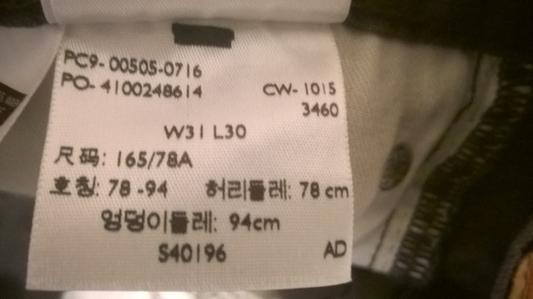 PC9- 00505-0716
PO- 4100248614 CW- 1015
3460
W31 L30
尺码: 165/78A
호칭: 78 -94 허리둘레: 78 cm
엉덩이둘레: 94cm
S40196 AD